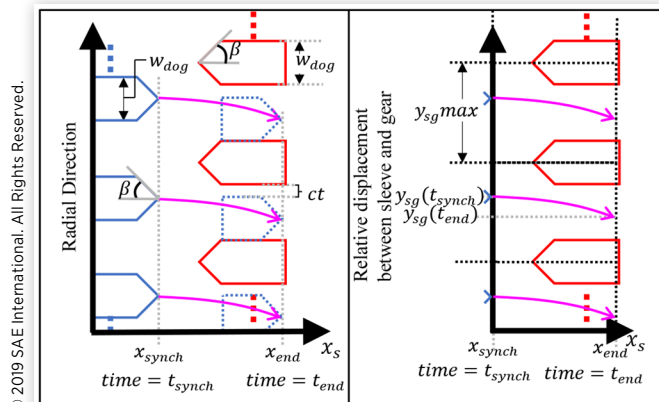 © 2019 SAE International. All Rights Reserved.
Radial Direction
w_dog
β
w_dog
β
ct
x_synch
x_end
x_s
time = t_synch
time = t_end
Relative displacement
between sleeve and gear
y_sg max
y_sg(t_synch)
y_sg(t_end)
x_synch
x_end
x_s
time = t_synch
time = t_end